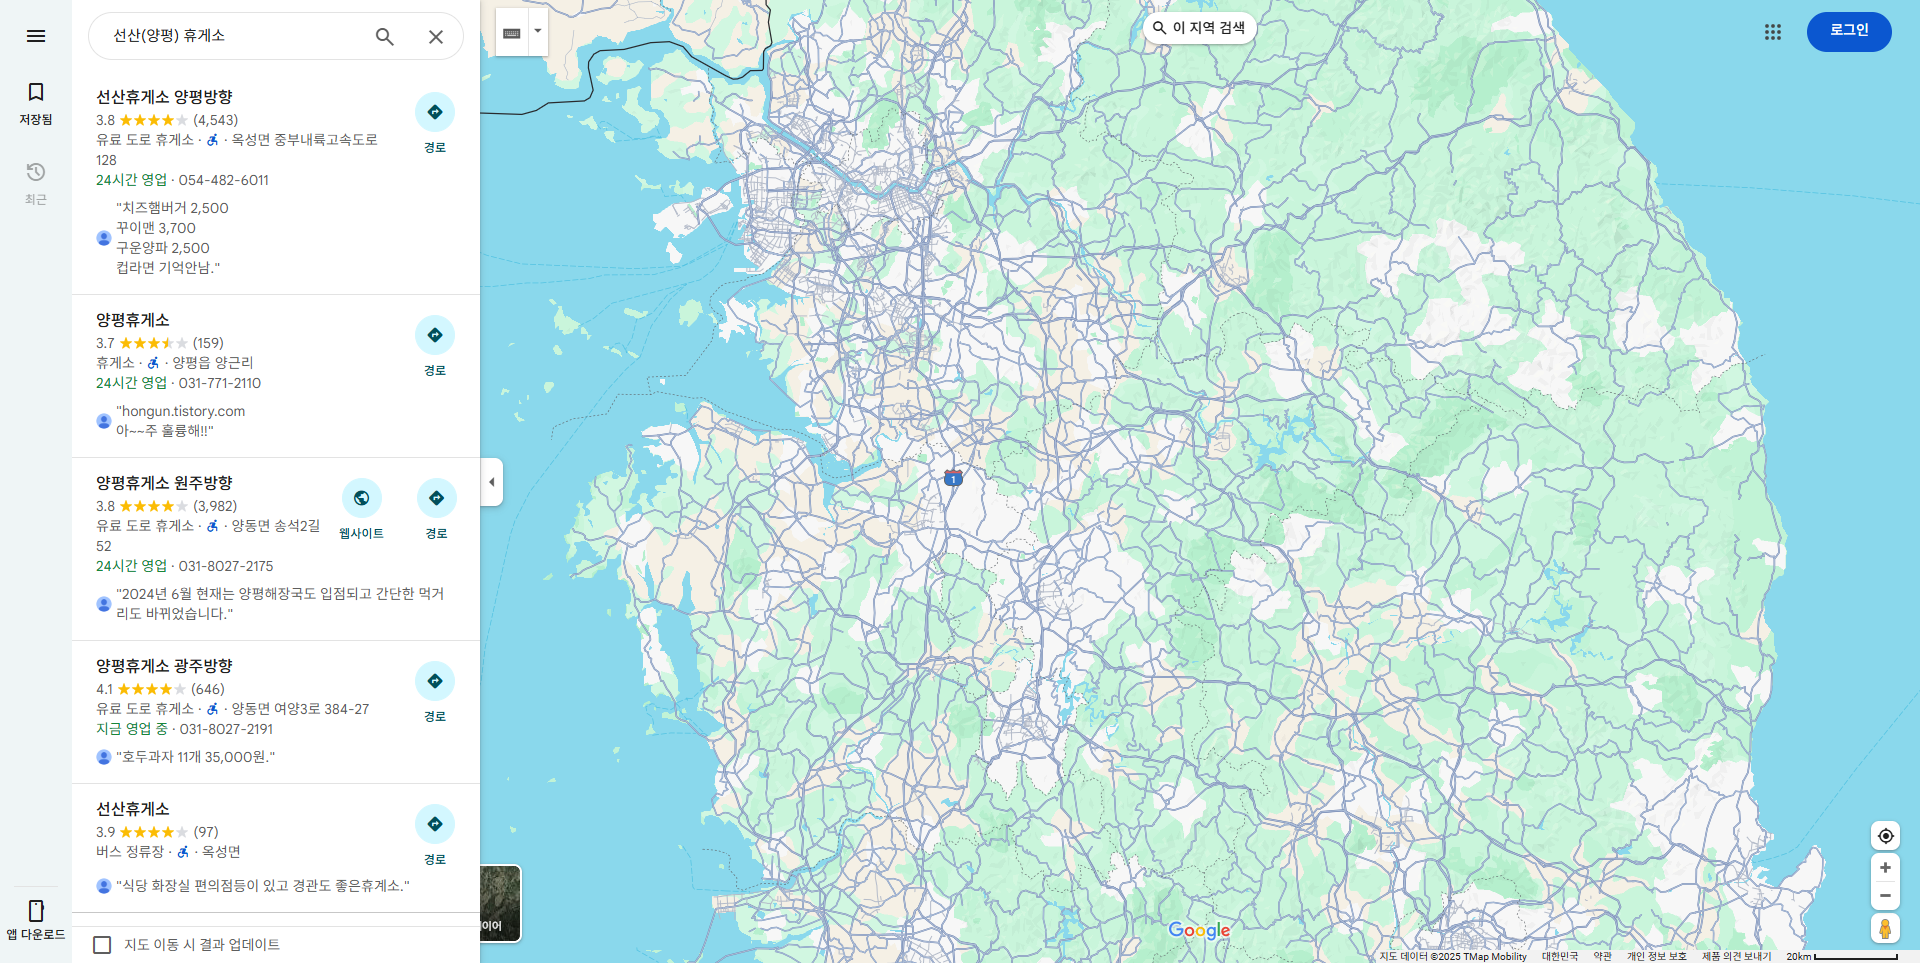 선산(양평) 휴게소
저장됨
최근
앱 다운로드
선산휴게소 양평방향
3.8 (4,543)
유료 도로 휴게소 · · 옥성면 중부내륙고속도로
128
24시간 영업 · 054-482-6011
"치즈햄버거 2,500
꾸이맨 3,700
구운양파 2,500
컵라면 기억안남."
경로
양평휴게소
3.7 (159)
휴게소 · · 양평읍 양근리
24시간 영업 · 031-771-2110
"hongun.tistory.com
아~~주 훌륭해!!"
경로
양평휴게소 원주방향
3.8 (3,982)
유료 도로 휴게소 · · 양동면 송석2길
52
24시간 영업 · 031-8027-2175
"2024년 6월 현재는 양평해장국도 입점되고 간단한 먹거
리도 바뀌었습니다."
웹사이트
경로
양평휴게소 광주방향
4.1 (646)
유료 도로 휴게소 · · 양동면 여양3로 384-27
지금 영업 중 · 031-8027-2191
"호두과자 11개 35,000원."
경로
선산휴게소
3.9 (97)
버스 정류장 · · 옥성면
"식당 화장실 편의점등이 있고 경관도 좋은휴게소."
경로
지도 이동 시 결과 업데이트
이 지역 검색
로그인
1
이어
Google
지도 데이터 ©2025 TMap Mobility 대한민국 약관 개인 정보 보호 제품 의견 보내기 20km